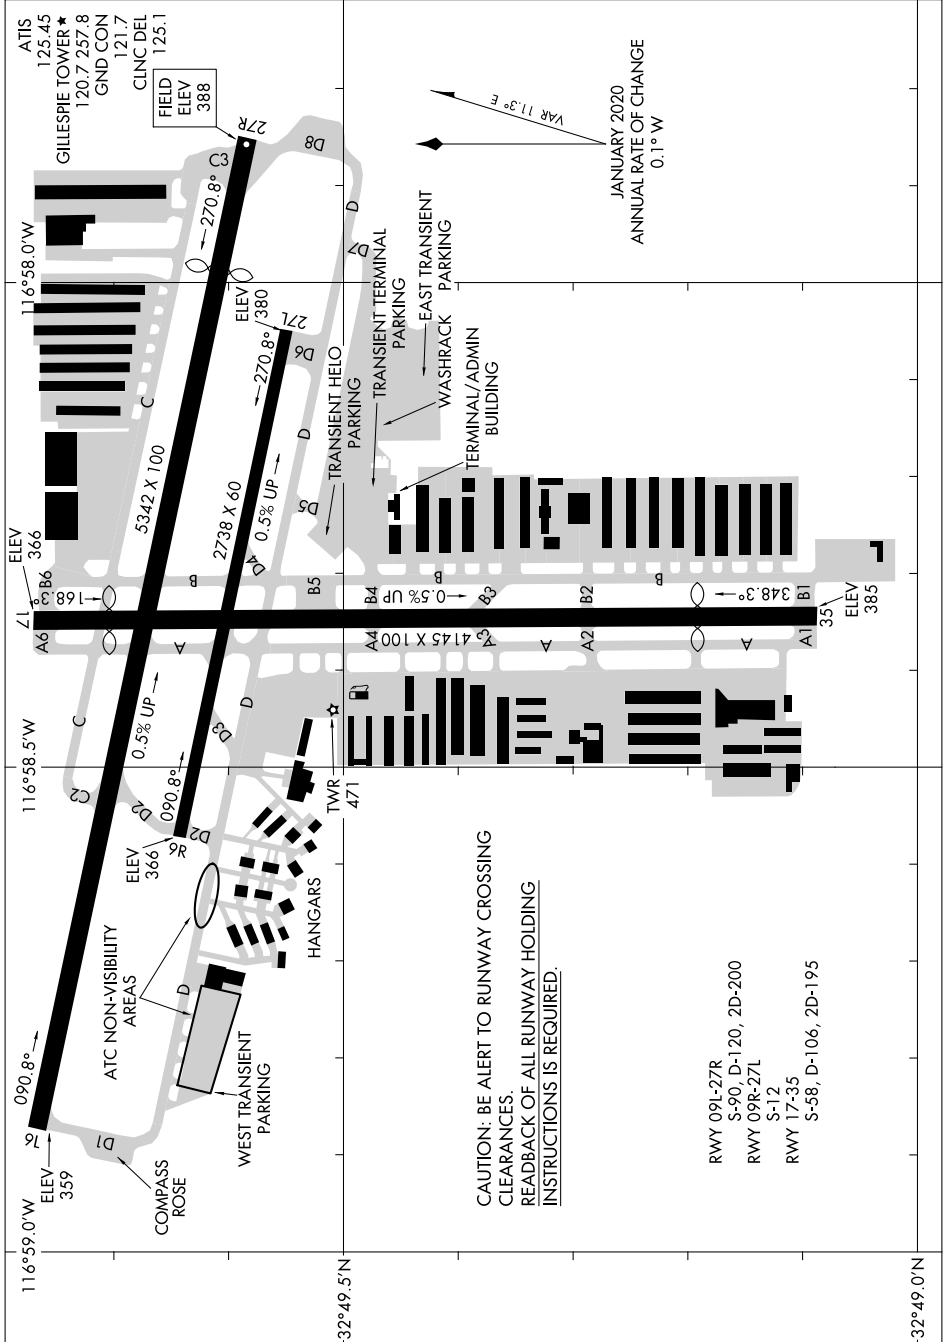 ATIS
125.45
GILLESPIE TOWER★
120.7 257.8
GND CON
121.7
CLNC DEL
125.1
FIELD
ELEV
388
27R
D8
C3
270.8°
D
D7
VAR 11.3° E
JANUARY 2020
ANNUAL RATE OF CHANGE
0.1° W
116°58.0'W
ELEV
380
27L
270.8°
D6
C
D
D5
TRANSIENT HELO
PARKING
TRANSIENT TERMINAL
PARKING
EAST TRANSIENT
PARKING
WASHRACK
TERMINAL/ADMIN
BUILDING
5342 X 100
2738 X 60
0.5% UP
D4
ELEV
366
17
B6
168.3°
B
B5
B4
0.5% UP
B
B3
B2
B
348.3°
B1
A6
A
A4
4145 X 100
A3
A
A2
A
A1
35
ELEV
385
C
0.5% UP
D
D3
116°58.5'W
C2
D2
090.8°
D2
9R
ELEV
366
TWR
471
HANGARS
ATC NON-VISIBILITY
AREAS
D
WEST TRANSIENT
PARKING
090.8°
9L
ELEV
359
D1
COMPASS
ROSE
CAUTION: BE ALERT TO RUNWAY CROSSING
CLEARANCES.
READBACK OF ALL RUNWAY HOLDING
INSTRUCTIONS IS REQUIRED.
RWY 09L-27R
S-90, D-120, 2D-200
RWY 09R-27L
S-12
RWY 17-35
S-58, D-106, 2D-195
116°59.0'W
32°49.5'N
32°49.0'N